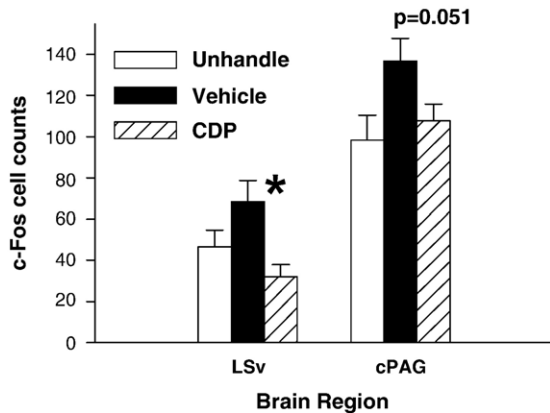 p=0.051
140
120
100
80
60
40
20
0
c-Fos cell counts
Unhandle
Vehicle
CDP
*
LSv
cPAG
Brain Region